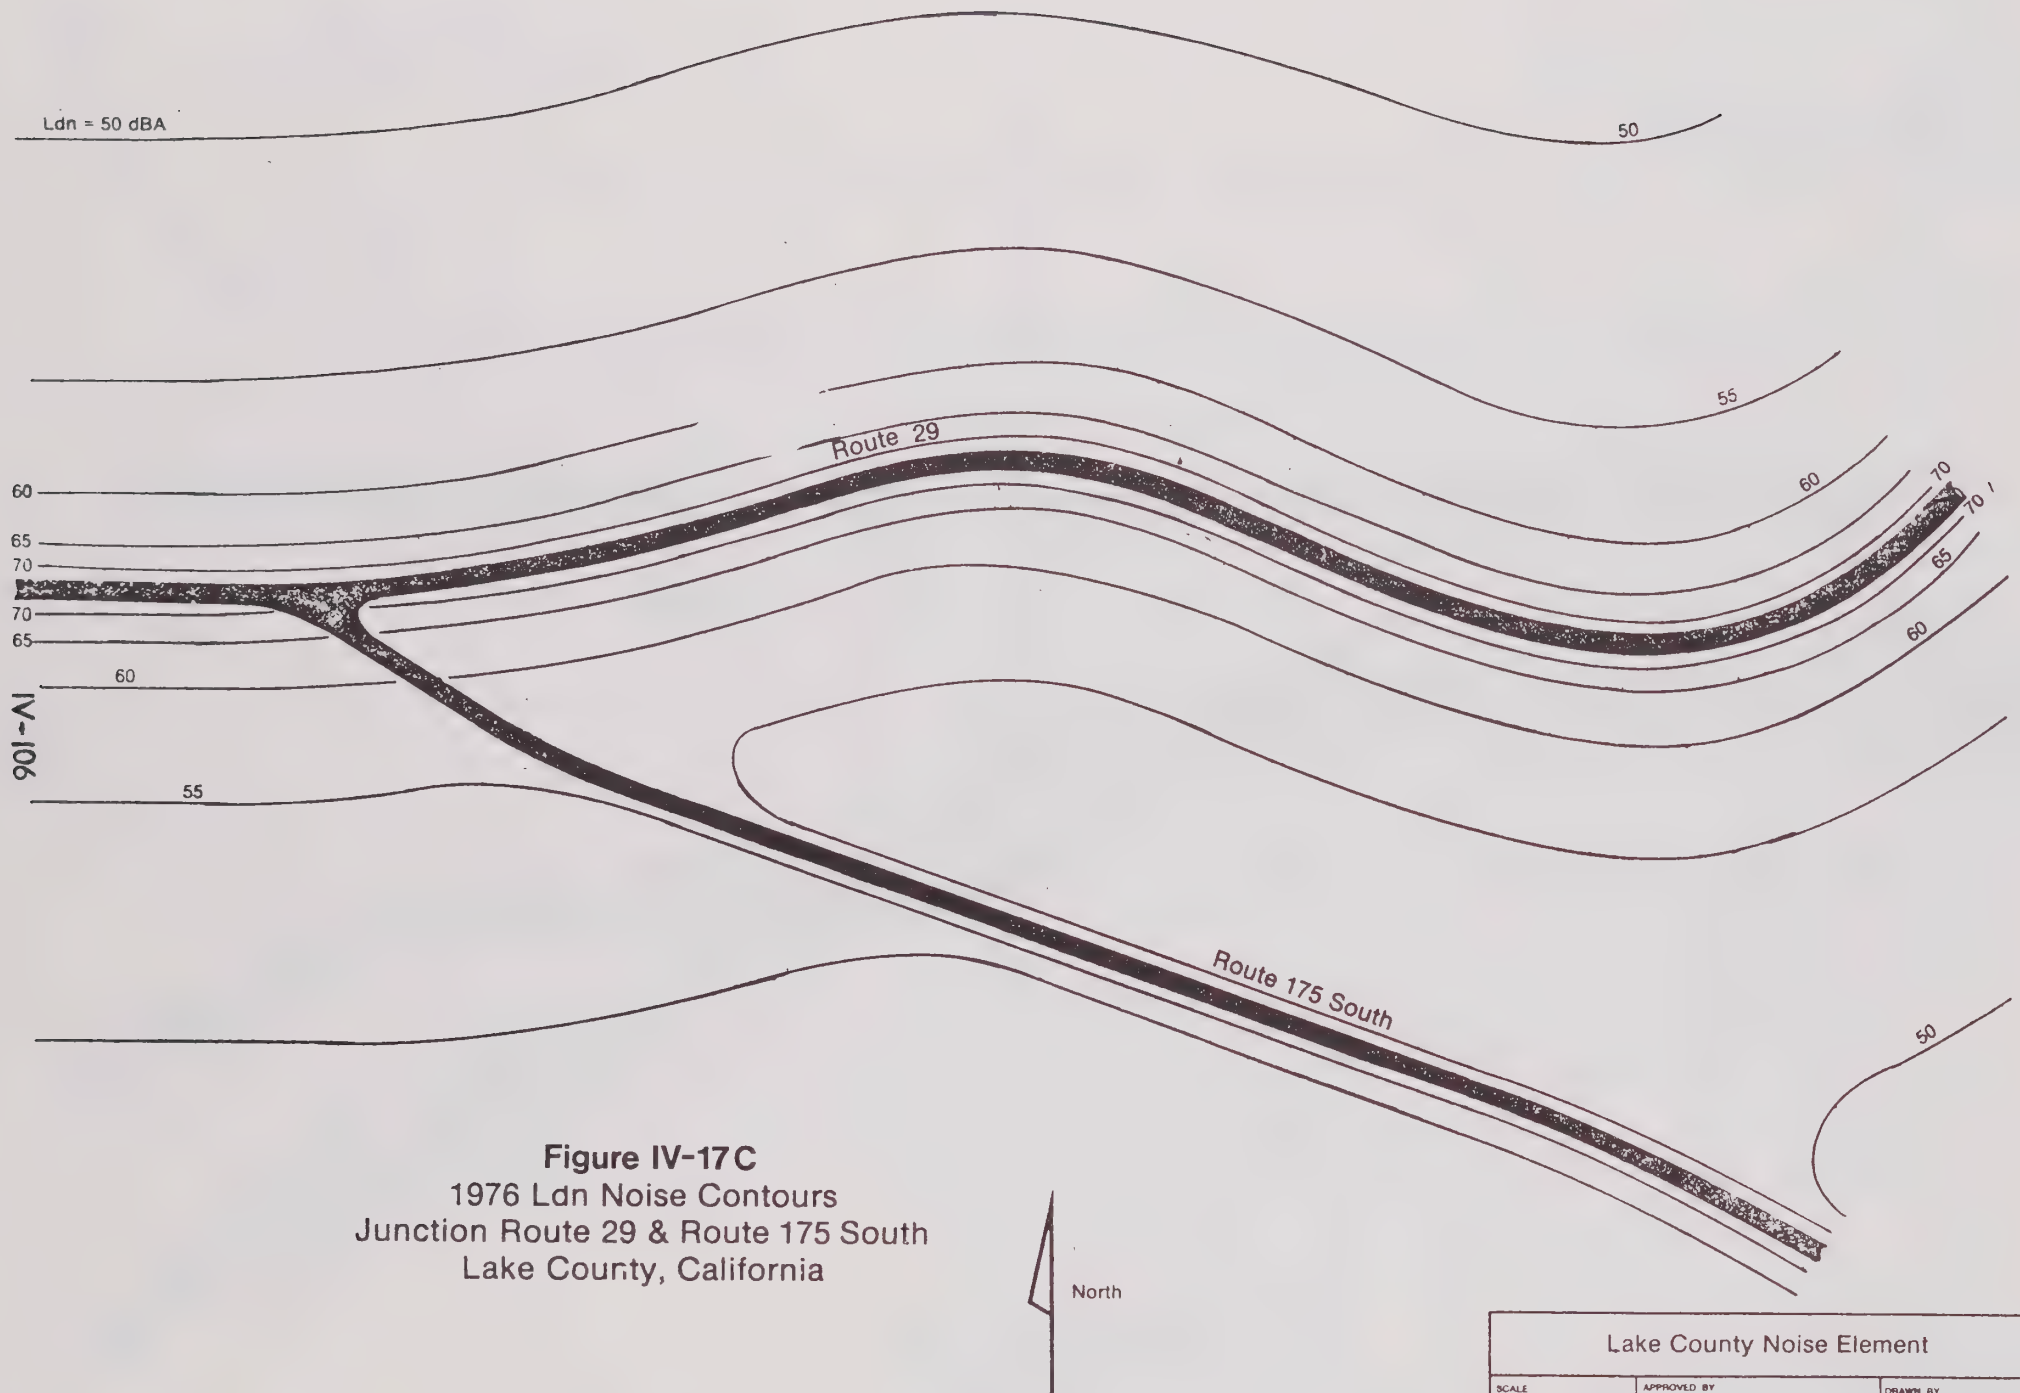 Ldn = 50 dBA
50
55
Route 29
60
70
70
65
60
60
65
70
70
65
60
55
IV-106
Route 175 South
50
Figure IV-17C
1976 Ldn Noise Contours
Junction Route 29 & Route 175 South
Lake County, California
North
Lake County Noise Element
SCALE
APPROVED BY
DRAWN BY